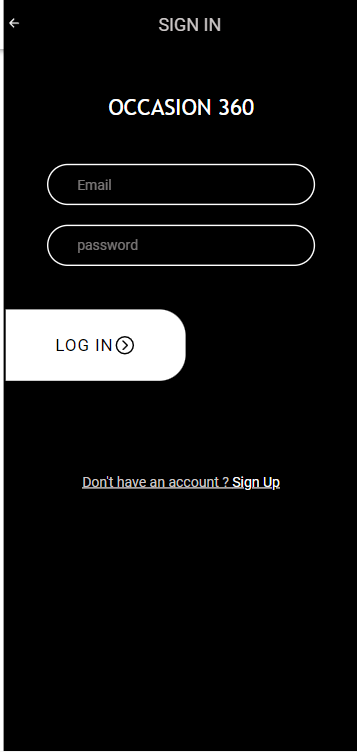 SIGN IN
OCCASION 360
Email
password
LOG IN
Don't have an account ? Sign Up